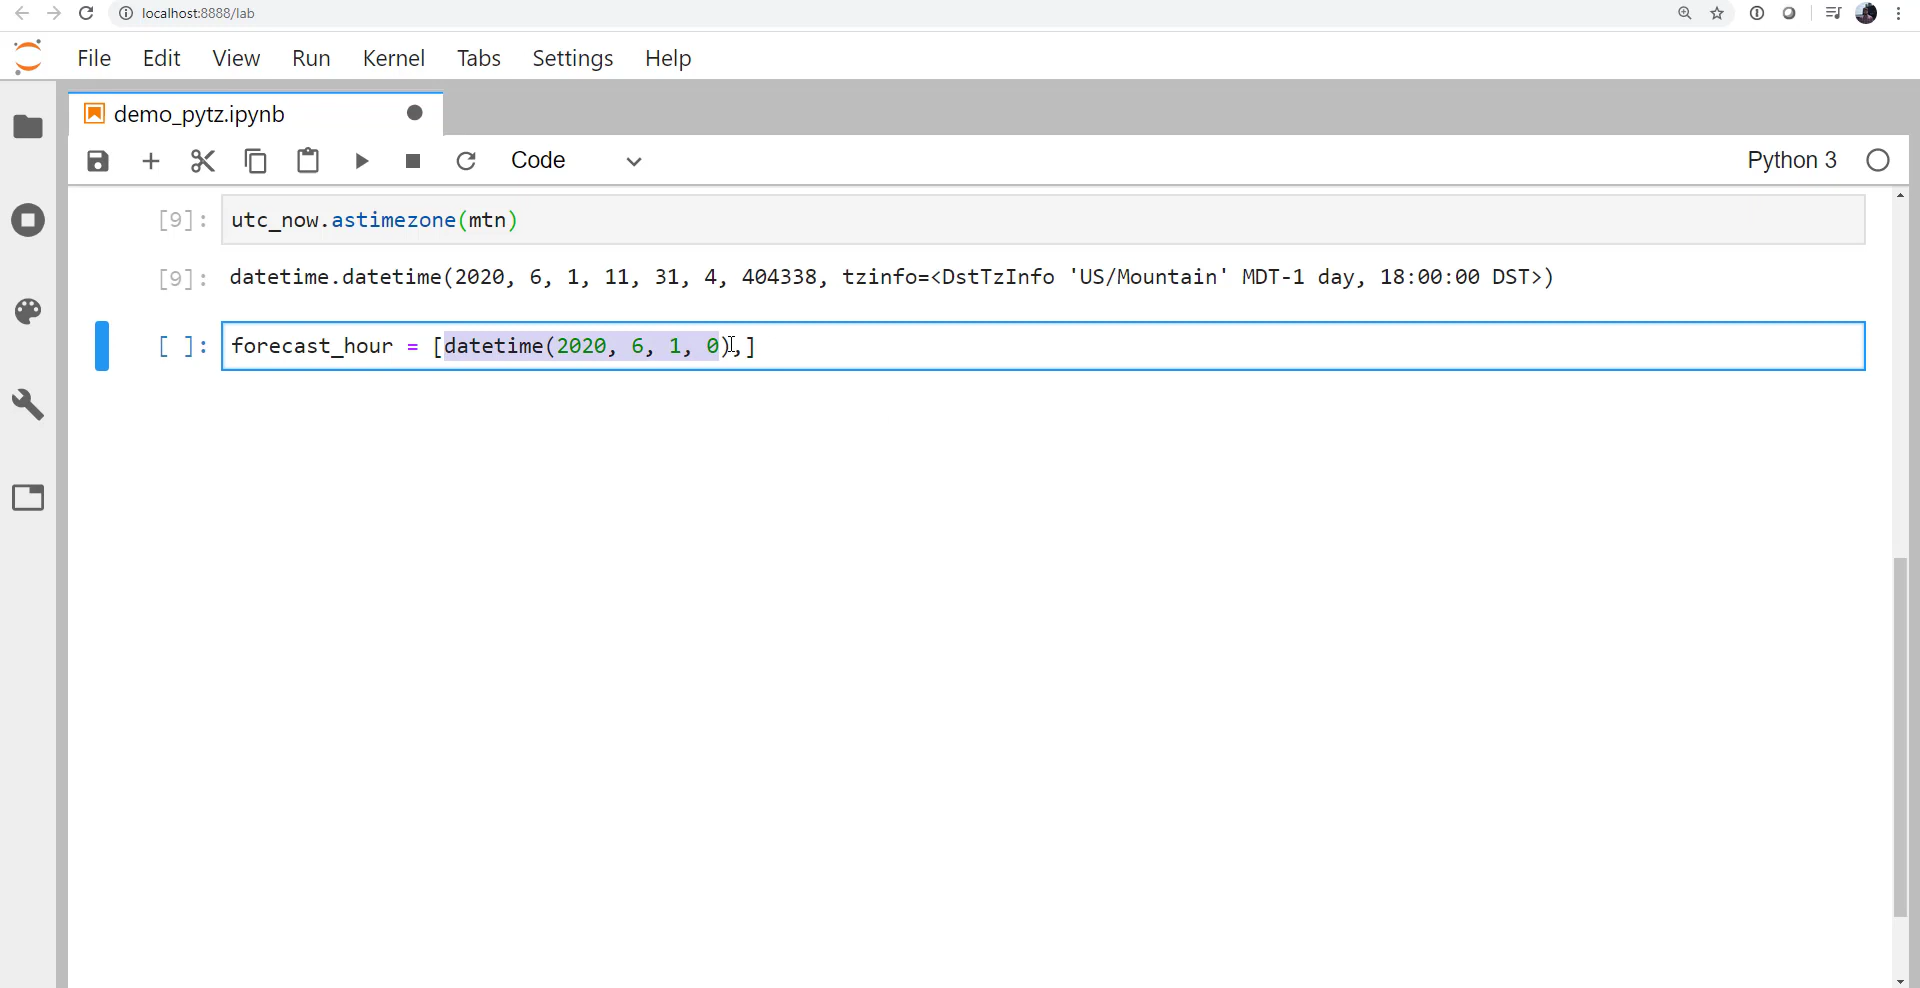 localhost:8888/lab
File Edit View Run Kernel Tabs Settings Help
demo_pytz.ipynb
Code
Python 3
[9]: utc_now.astimezone(mtn)
[9]: datetime.datetime(2020, 6, 1, 11, 31, 4, 404338, tzinfo=<DstTzInfo 'US/Mountain' MDT-1 day, 18:00:00 DST>)
[ ]: forecast_hour = [datetime(2020, 6, 1, 0),]